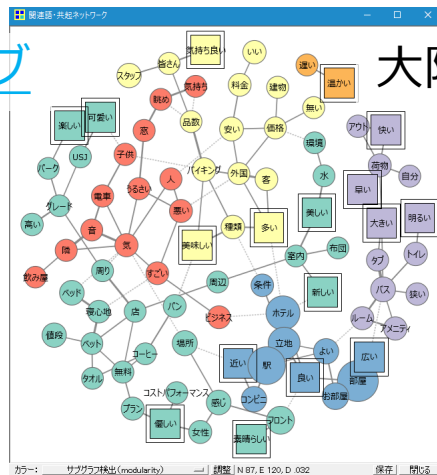 関連語・共起ネットワーク
ブ
大阪
気持ち良い
皆さん
いい
スタッフ
気持ち
眺め
料金
建物
遅い
温かい
楽しい
可愛い
窓
品数
安い
価格
無い
アウト
快い
環境
USJ
子供
バイキング
外国
荷物
パーク
うるさい
人
客
水
早い
自分
グレード
電車
悪い
高い
音
種類
多い
美しい
大きい
明るい
隣
気
美味しい
布団
タブ
トイレ
飲み屋
周り
すごい
周辺
条件
室内
バス
狭い
ベッド
寝心地
店
パン
ビジネス
新しい
ホテル
ルーム
アメニティ
値段
ペット
場所
立地
よい
広い
コーヒー
近い
駅
良い
部屋
タオル
無料
コストパフォーマンス
感じ
コンビニ
お部屋
プラン
優しい
女性
フロント
素晴らしい
カラー:
サブグラフ検出(modularity)
調整
N 87, E 120, D .032
保存
閉じる